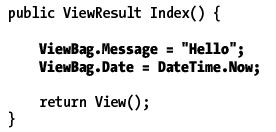 public ViewResult Index() {
ViewBag.Message = "Hello";
ViewBag.Date = DateTime.Now;
return View();
}